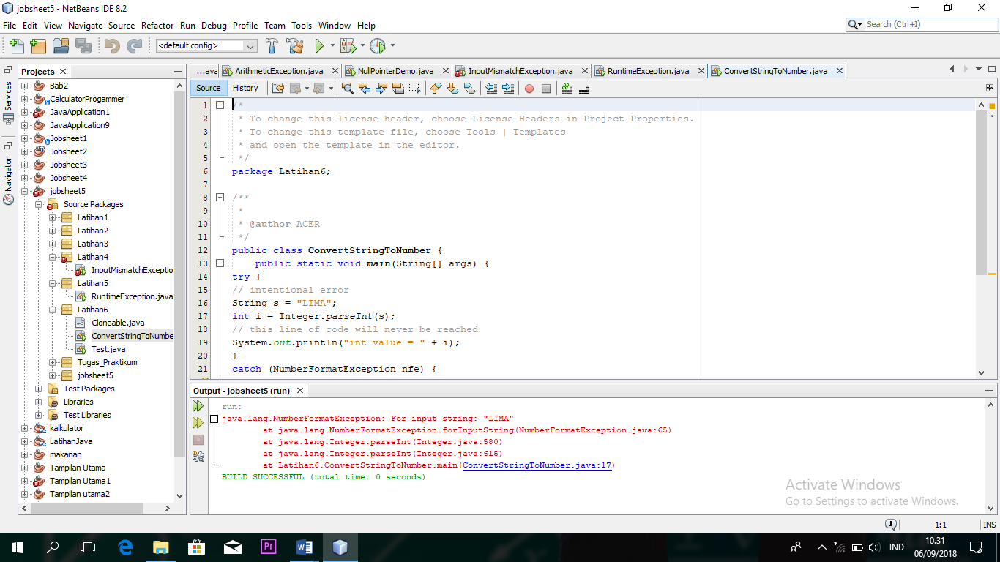 jobsheet5 - NetBeans IDE 8.2
File Edit View Navigate Source Refactor Run Debug Profile Team Tools Window Help
Search (Ctrl+I)
<default config>
Services
Navigator
Projects
Bab2
CalculatorProgammer
JavaApplication1
JavaApplication9
Jobsheet1
Jobsheet2
Jobsheet3
Jobsheet4
jobsheet5
Source Packages
Latihan1
Latihan2
Latihan3
Latihan4
InputMismatchExceptio
Latihan5
RuntimeException.java
Latihan6
Cloneable.java
ConvertStringToNumbe
Test.java
Tugas_Praktikum
jobsheet5
Test Packages
Libraries
Test Libraries
kalkulator
LatihanJava
makanan
Tampilan Utama
Tampilan Utama1
Tampilan utama2
...ava ArithmeticException.java NullPointerDemo.java InputMismatchException.java RuntimeException.java ConvertStringToNumber.java
Source History
1 /*
2 * To change this license header, choose License Headers in Project Properties.
3 * To change this template file, choose Tools | Templates
4 * and open the template in the editor.
5 */
6 package Latihan6;
7
8 /**
9 *
10 * @author ACER
11 */
12 public class ConvertStringToNumber {
13 public static void main(String[] args) {
14 try {
15 // intentional error
16 String s = "LIMA";
17 int i = Integer.parseInt(s);
18 // this line of code will never be reached
19 System.out.println("int value = " + i);
20 }
21 catch (NumberFormatException nfe) {
Output - jobsheet5 (run)
run:
java.lang.NumberFormatException: For input string: "LIMA"
at java.lang.NumberFormatException.forInputString(NumberFormatException.java:65)
at java.lang.Integer.parseInt(Integer.java:580)
at java.lang.Integer.parseInt(Integer.java:615)
at Latihan6.ConvertStringToNumber.main(ConvertStringToNumber.java:17)
BUILD SUCCESSFUL (total time: 0 seconds)
Activate Windows
Go to Settings to activate Windows.
1 1:1 INS
Pr
IND
10.31
06/09/2018